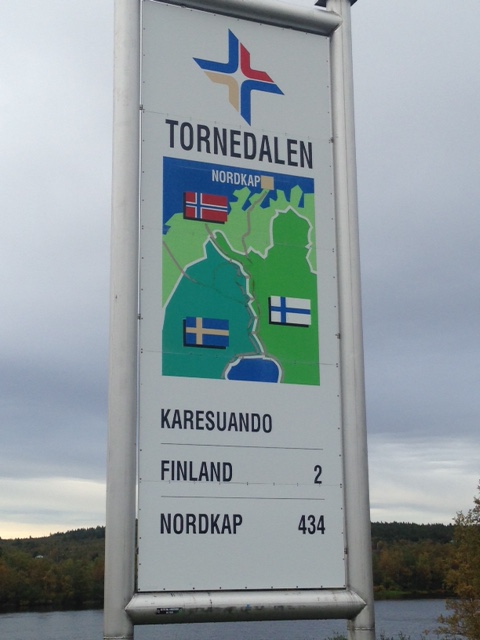 TORNEDALEN
NORDKAP
KARESUANDO
FINLAND 2
NORDKAP 434